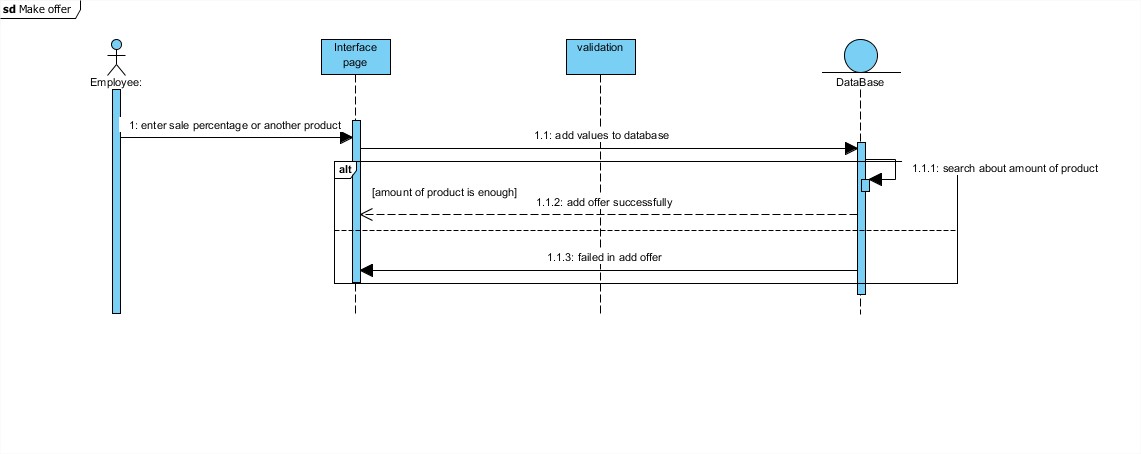 sd Make offer
Interface
page
validation
Employee:
DataBase
1: enter sale percentage or another product
1.1: add values to database
alt
1.1.1: search about amount of product
[amount of product is enough]
1.1.2: add offer successfully
1.1.3: failed in add offer